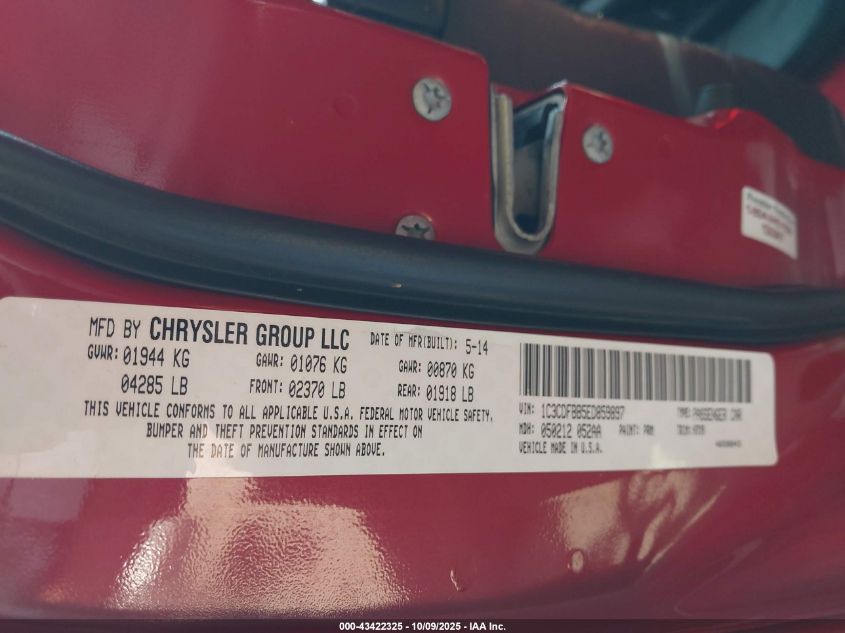 MFD BY CHRYSLER GROUP LLC DATE OF MFR(BUILT): 5-14
GVWR: 01944 KG GAWR: 01076 KG GAWR: 00870 KG
04285 LB FRONT: 02370 LB REAR: 01918 LB
THIS VEHICLE CONFORMS TO ALL APPLICABLE U.S.A. FEDERAL MOTOR VEHICLE SAFETY,
BUMPER AND THEFT PREVENTION STANDARDS IN EFFECT ON
THE DATE OF MANUFACTURE SHOWN ABOVE.
VIN: 1C3CDFBB5ED859897 TYPE: PASSENGER CAR
MDH: 050212 052AA PAINT: PRM TRIM:
VEHICLE MADE IN U.S.A.
000-43422325 - 10/09/2025 - IAA Inc.